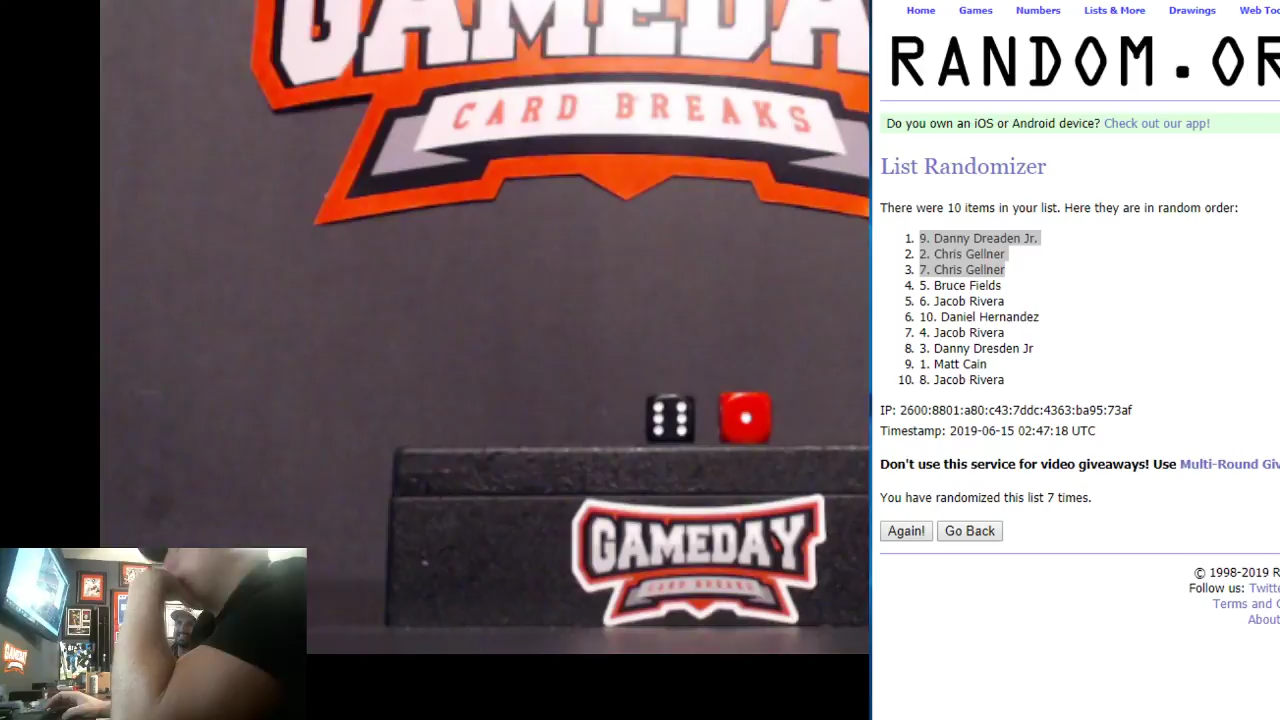 GAMEDA
CARD BREAKS
GAMEDAY
CARD BREAKS
Home Games Numbers Lists & More Drawings Web Too
RANDOM.OR
Do you own an iOS or Android device? Check out our app!
List Randomizer
There were 10 items in your list. Here they are in random order:
1. 9. Danny Dreaden Jr.
2. 2. Chris Gellner
3. 7. Chris Gellner
4. 5. Bruce Fields
5. 6. Jacob Rivera
6. 10. Daniel Hernandez
7. 4. Jacob Rivera
8. 3. Danny Dresden Jr
9. 1. Matt Cain
10. 8. Jacob Rivera
IP: 2600:8801:a80:c43:7ddc:4363:ba95:73af
Timestamp: 2019-06-15 02:47:18 UTC
Don't use this service for video giveaways! Use Multi-Round Giv
You have randomized this list 7 times.
Again! Go Back
© 1998-2019 R
Follow us: Twitte
Terms and C
About